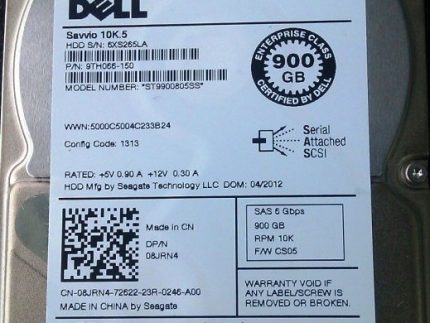 DELL
Savvio 10K.5
HDD S/N: 6XS265LA
P/N: 9TH066-150
MODEL NUMBER: "ST9900805SS"
ENTERPRISE CLASS
900
GB
CERTIFIED BY DELL
WWN:5000C5004C233B24
Config Code: 1313
Serial
Attached
SCSI
RATED: +5V 0.90 A +12V 0.30 A
HDD Mfg by Seagate Technology LLC DOM: 04/2012
Made in CN
DP/N
08JRN4
SAS 6 Gbps
900 GB
RPM 10K
F/W CS05
CN-08JRN4-72622-23R-0246-A00
MADE IN CHINA by Seagate
WARRANTY VOID IF
ANY LABEL/SCREW IS
REMOVED OR BROKEN.